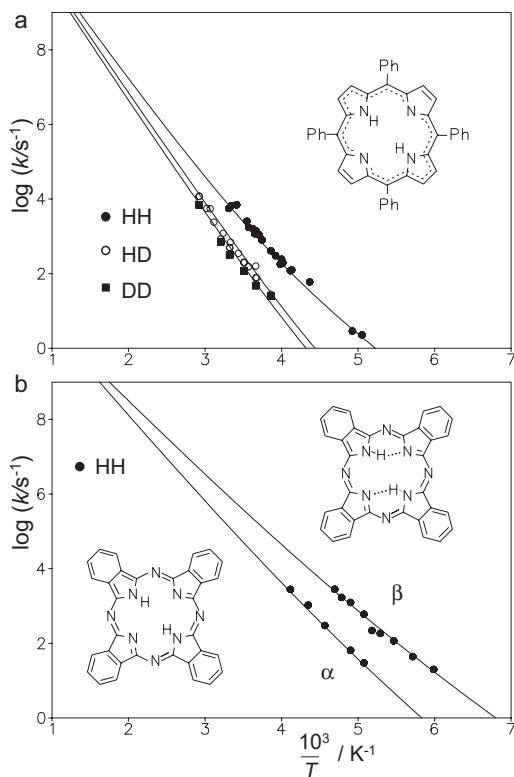 a
8
6
4
2
0
log (k/s⁻¹)
Ph
Ph
Ph
Ph
N
N
H
H
N
N
● HH
○ HD
■ DD
1 2 3 4 5 6 7
b
8
6
4
2
0
log (k/s⁻¹)
● HH
N
N
H
N
N
N
H
N
N
N
N
N
H
N
N
N
H
N
N
N
β
α
1 2 3 4 5 6 7
10³
T / K⁻¹